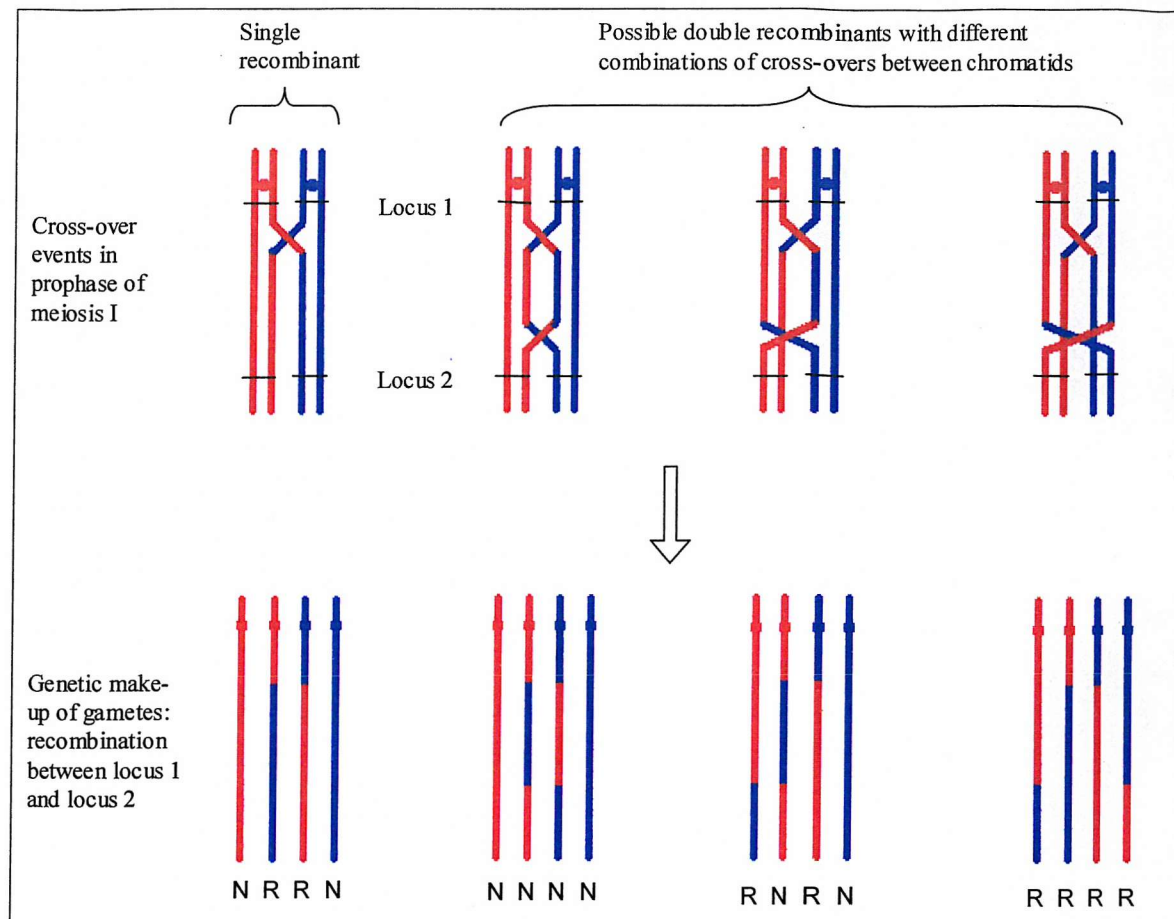 Single
recombinant
Possible double recombinants with different
combinations of cross-overs between chromatids
Cross-over
events in
prophase of
meiosis I
Locus 1
Locus 2
Genetic make-
up of gametes:
recombination
between locus 1
and locus 2
N R R N
N N N N
R N R N
R R R R